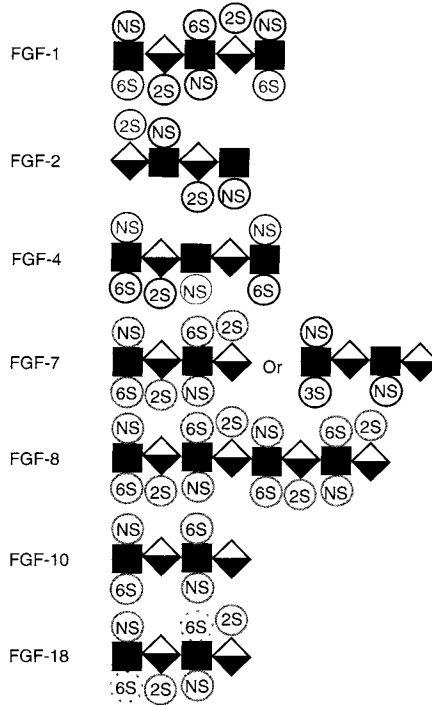 NS 6S 2S NS
FGF-1
6S 2S NS 6S
2S NS
FGF-2
2S NS
NS NS
FGF-4
6S 2S NS 6S
NS 6S 2S NS
FGF-7 Or
6S 2S NS 3S NS
NS 6S 2S NS 6S 2S
FGF-8
6S 2S NS 6S 2S NS
NS 6S
FGF-10
6S NS
NS 6S 2S
FGF-18
6S 2S NS